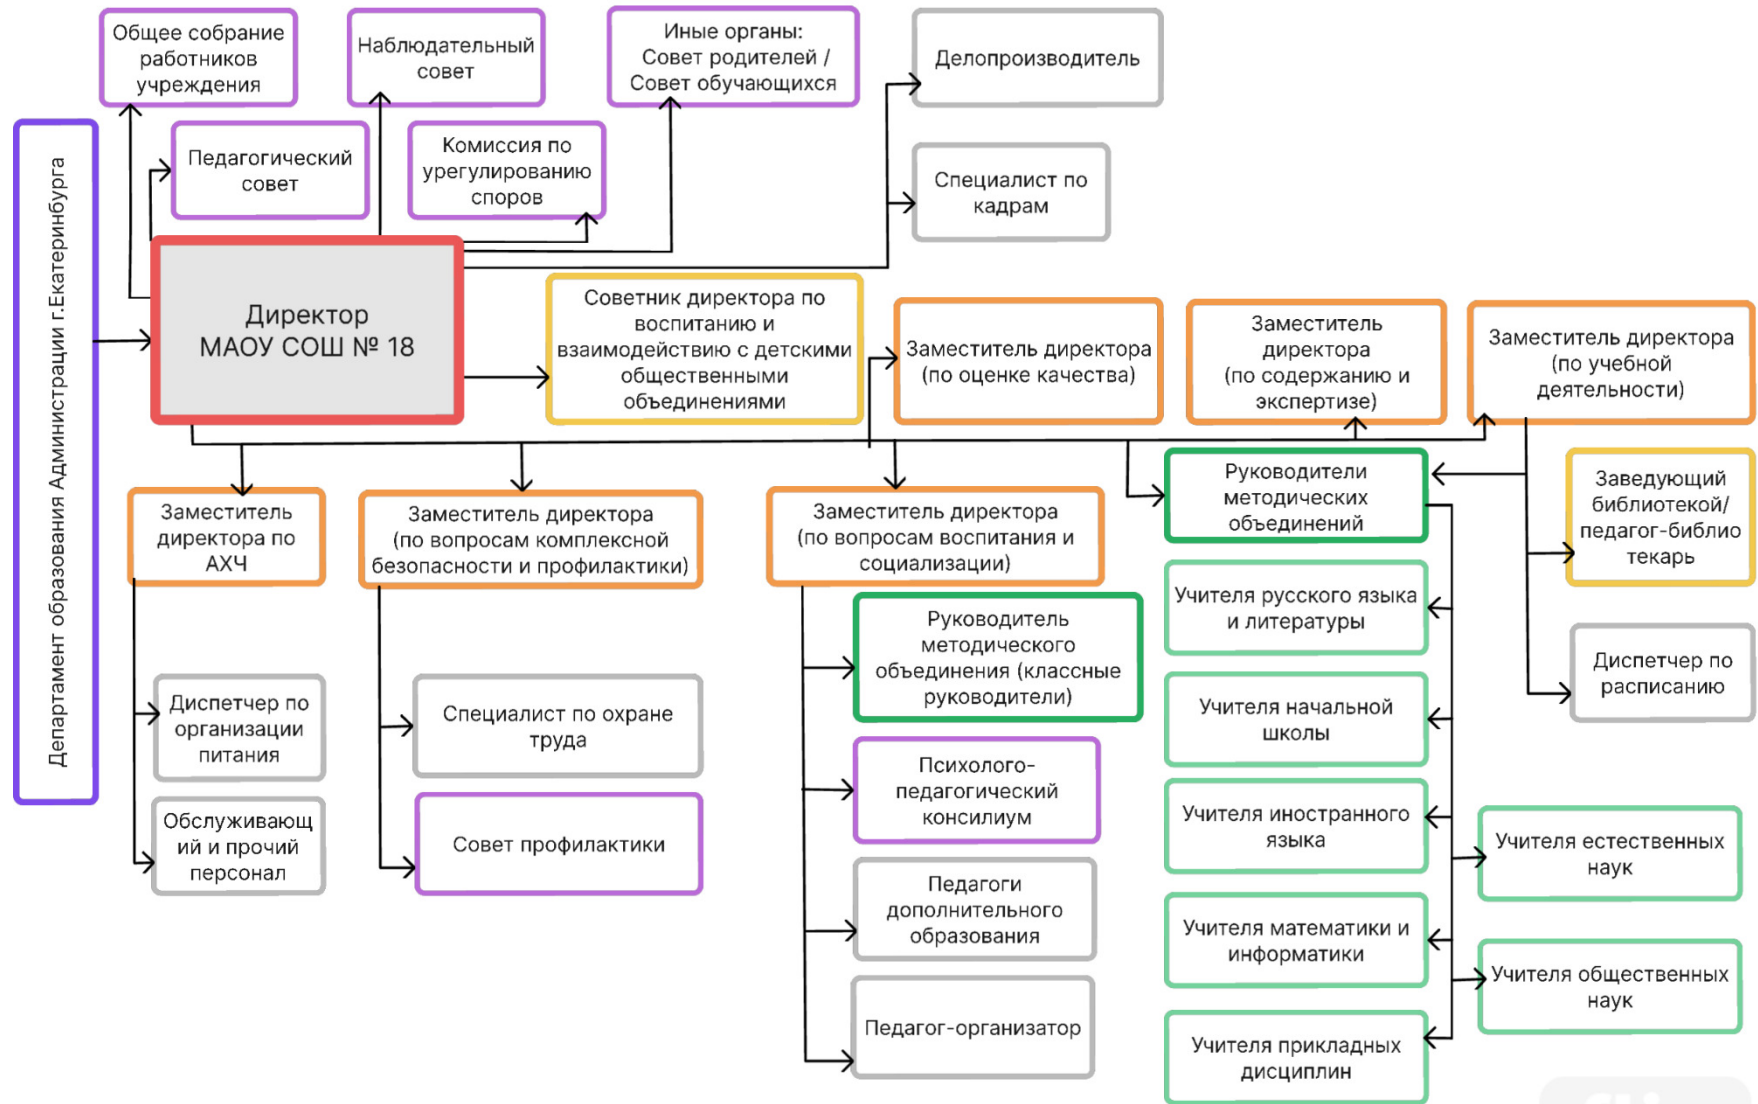 Общее собрание
работников
учреждения
Наблюдательный
совет
Иные органы:
Совет родителей /
Совет обучающихся
Делопроизводитель
Педагогический
совет
Комиссия по
урегулированию
споров
Специалист по
кадрам
Департамент образования Администрации г.Екатеринбурга
Директор
МАОУ СОШ № 18
Советник директора по
воспитанию и
взаимодействию с детскими
общественными
объединениями
Заместитель директора
(по оценке качества)
Заместитель
директора
(по содержанию и
экспертизе)
Заместитель директора
(по учебной
деятельности)
Заместитель
директора по
АХЧ
Заместитель директора
(по вопросам комплексной
безопасности и профилактики)
Заместитель директора
(по вопросам воспитания и
социализации)
Руководители
методических
объединений
Заведующий
библиотекой/
педагог-библио
текарь
Диспетчер по
организации
питания
Обслуживающ
ий и прочий
персонал
Специалист по охране
труда
Совет профилактики
Руководитель
методического
объединения (классные
руководители)
Психолого-
педагогический
консилиум
Педагоги
дополнительного
образования
Педагог-организатор
Учителя русского языка
и литературы
Учителя начальной
школы
Учителя иностранного
языка
Учителя математики и
информатики
Учителя прикладных
дисциплин
Диспетчер по
расписанию
Учителя естественных
наук
Учителя общественных
наук